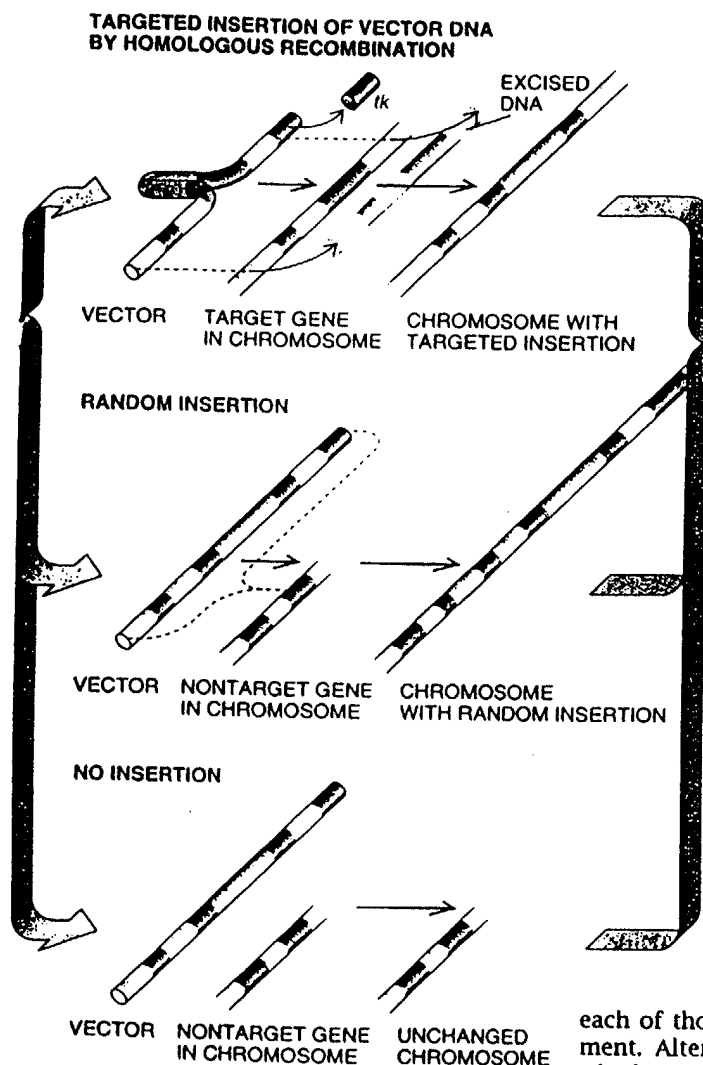 TARGETED INSERTION OF VECTOR DNA
BY HOMOLOGOUS RECOMBINATION
tk
EXCISED
DNA
VECTOR
TARGET GENE
IN CHROMOSOME
CHROMOSOME WITH
TARGETED INSERTION
RANDOM INSERTION
VECTOR
NONTARGET GENE
IN CHROMOSOME
CHROMOSOME
WITH RANDOM INSERTION
NO INSERTION
VECTOR
NONTARGET GENE
IN CHROMOSOME
UNCHANGED
CHROMOSOME
each of tho
ment. Alter